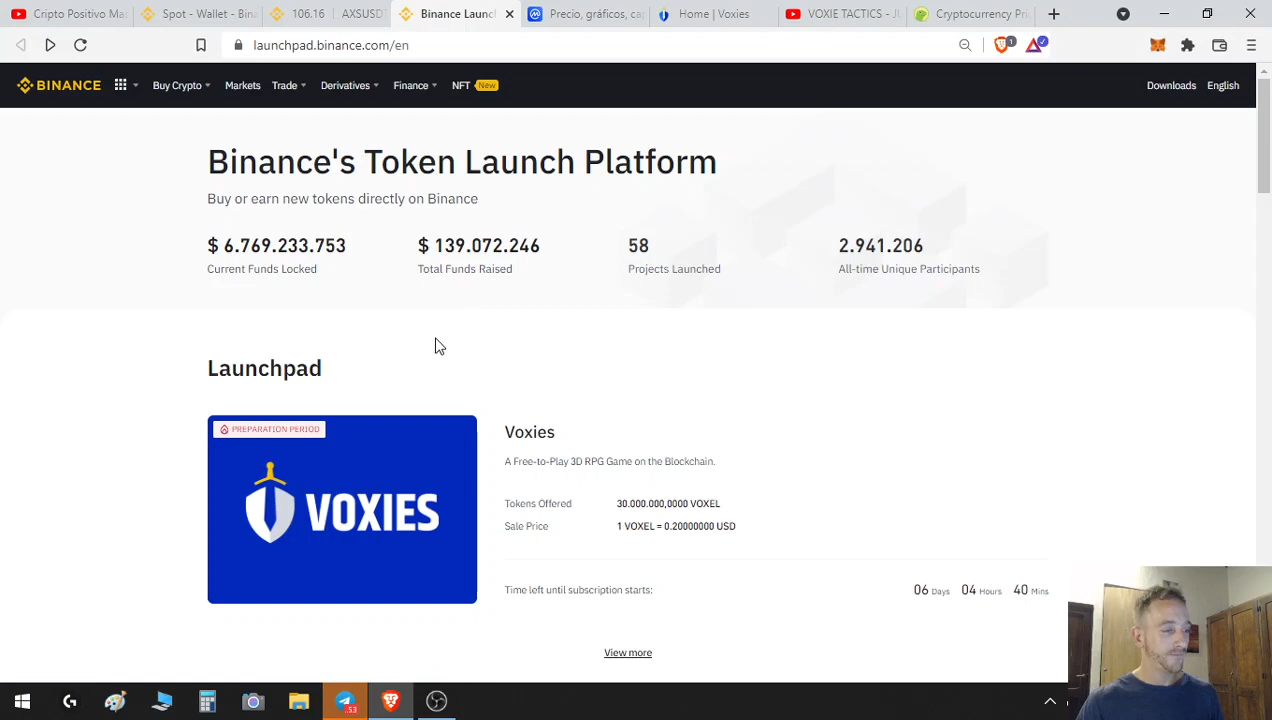 Cripto Positivo Ma
Spot - Wallet - Bin
106.16 | AXSUSD
Binance Launc
Precio, gráficos, ca
Home | Voxies
VOXIE TACTICS - J
Cryptocurrency Pri
launchpad.binance.com/en
1
BINANCE
Buy Crypto
Markets
Trade
Derivatives
Finance
NFT
New
Downloads
English
Binance's Token Launch Platform
Buy or earn new tokens directly on Binance
$ 6.769.233.753
$ 139.072.246
58
2.941.206
Current Funds Locked
Total Funds Raised
Projects Launched
All-time Unique Participants
Launchpad
PREPARATION PERIOD
VOXIES
Voxies
A Free-to-Play 3D RPG Game on the Blockchain.
Tokens Offered
30.000.000,0000 VOXEL
Sale Price
1 VOXEL = 0.20000000 USD
Time left until subscription starts:
06 Days 04 Hours 40 Mins
View more
53